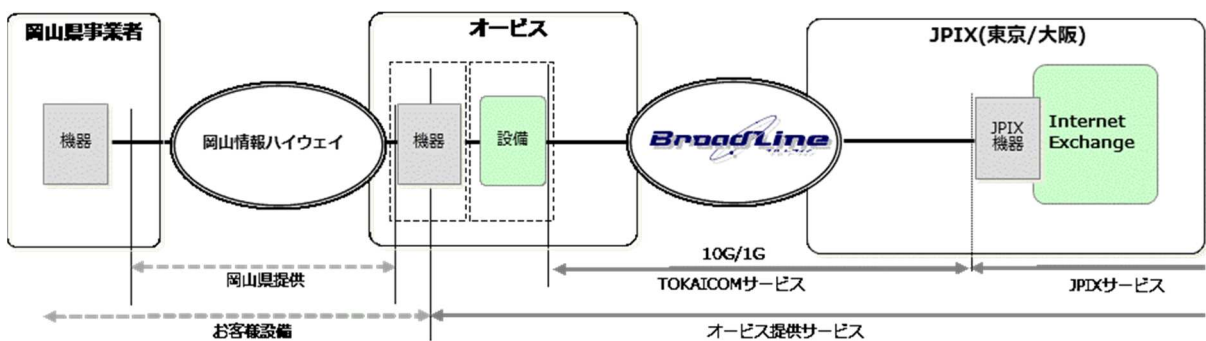 岡山県事業者
オービス
JPIX(東京/大阪)
機器
岡山情報ハイウェイ
機器
設備
BroadLine
JPIX
機器
Internet
Exchange
10G/1G
岡山県提供
TOKAICOMサービス
JPIXサービス
お客様設備
オービス提供サービス